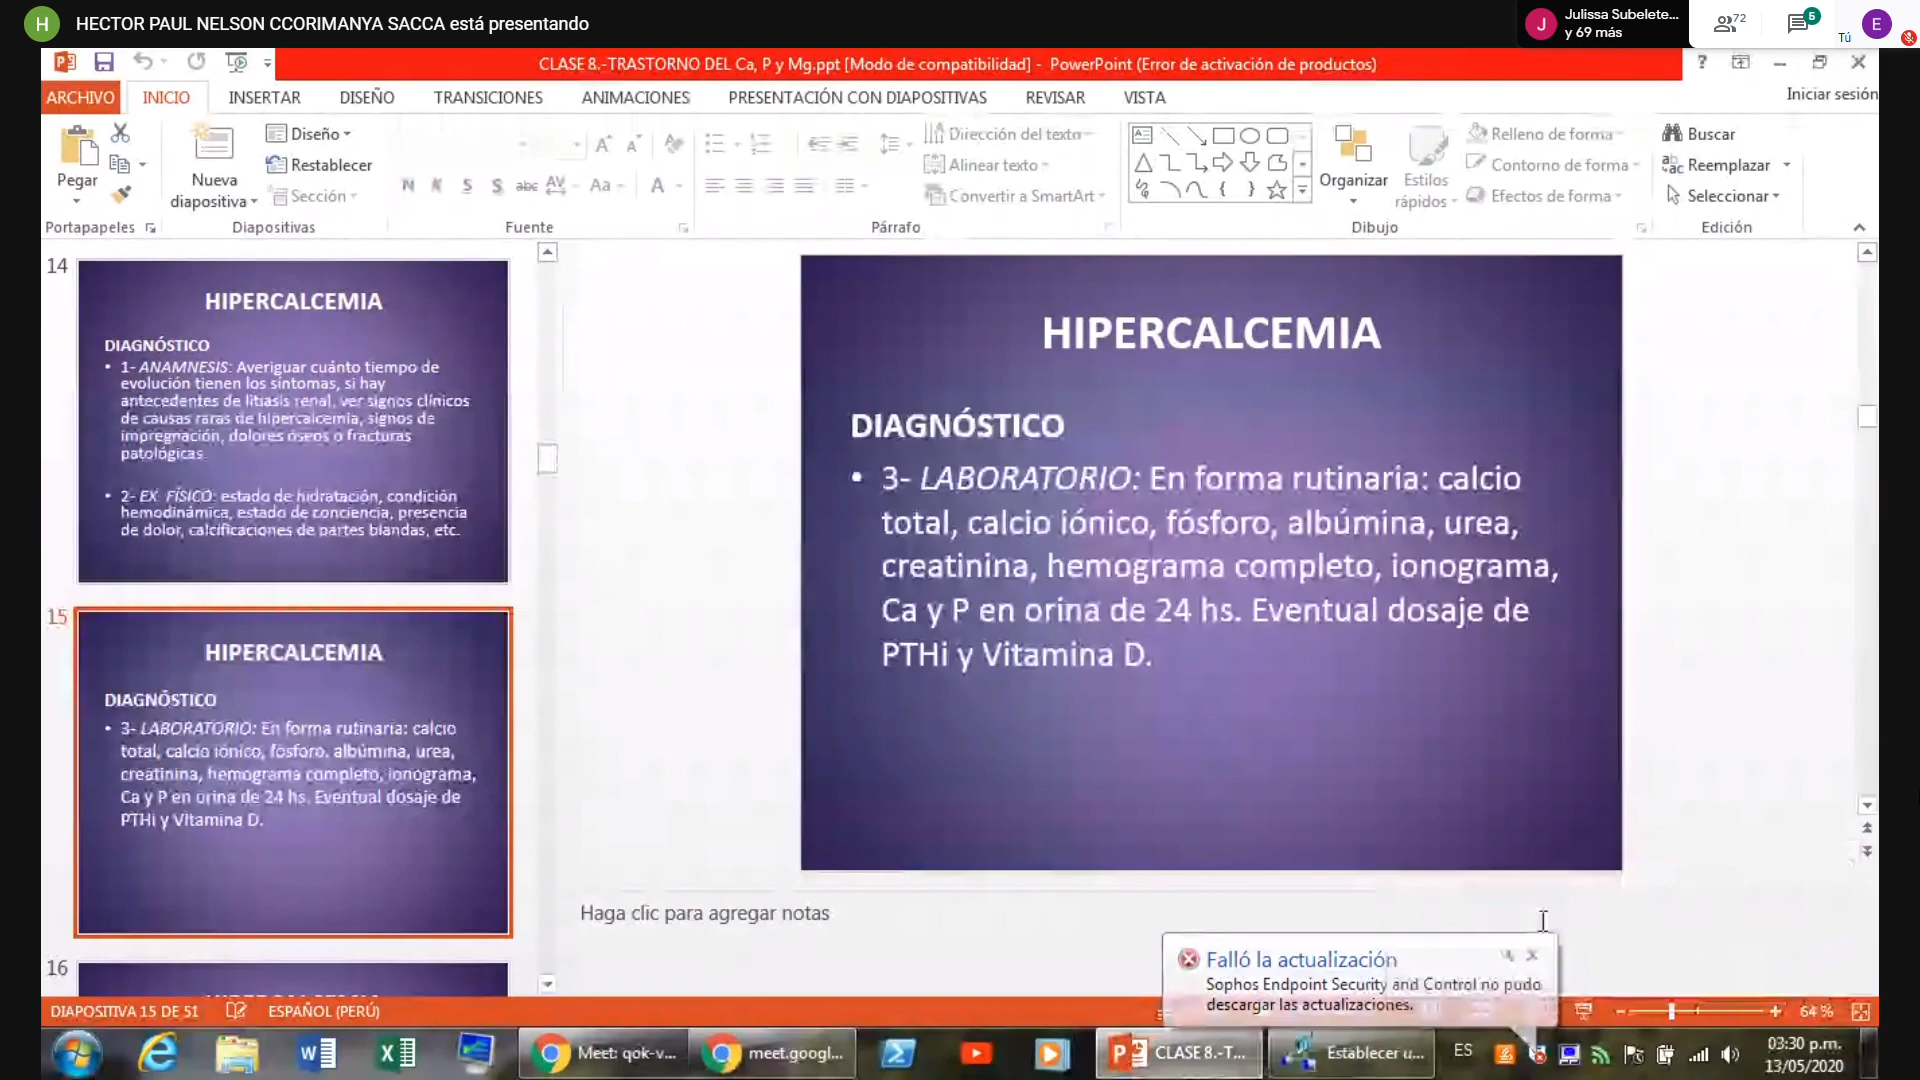 H HECTOR PAUL NELSON CCORIMANYA SACCA está presentando
J Julissa Subelete...
y 69 más
72
5
Tú
E
CLASE 8.-TRASTORNO DEL Ca, P y Mg.ppt [Modo de compatibilidad] - PowerPoint (Error de activación de productos)
ARCHIVO INICIO INSERTAR DISEÑO TRANSICIONES ANIMACIONES PRESENTACIÓN CON DIAPOSITIVAS REVISAR VISTA Iniciar sesión
Pegar
Nueva
diapositiva
Diseño
Restablecer
Sección
N K S S abc AV Aa A
Dirección del texto
Alinear texto
Convertir a SmartArt
Organizar
Estilos
rápidos
Relleno de forma
Contorno de forma
Efectos de forma
Buscar
Reemplazar
Seleccionar
Portapapeles Diapositivas Fuente Párrafo Dibujo Edición
14
HIPERCALCEMIA
DIAGNÓSTICO
• 1- ANAMNESIS: Averiguar cuánto tiempo de
evolución tienen los síntomas, si hay
antecedentes de litiasis renal, ver signos clínicos
de causas raras de hipercalcemia, signos de
impregnación, dolores óseos o fracturas
patológicas
• 2- EX. FÍSICO: estado de hidratación, condición
hemodinámica, estado de conciencia, presencia
de dolor, calcificaciones de partes blandas, etc.
15
HIPERCALCEMIA
DIAGNÓSTICO
• 3- LABORATORIO: En forma rutinaria: calcio
total, calcio iónico, fósforo, albúmina, urea,
creatinina, hemograma completo, ionograma,
Ca y P en orina de 24 hs. Eventual dosaje de
PTHi y Vitamina D.
16
HIPERCALCEMIA
HIPERCALCEMIA
DIAGNÓSTICO
• 3- LABORATORIO: En forma rutinaria: calcio
total, calcio iónico, fósforo, albúmina, urea,
creatinina, hemograma completo, ionograma,
Ca y P en orina de 24 hs. Eventual dosaje de
PTHi y Vitamina D.
Haga clic para agregar notas
Falló la actualización
Sophos Endpoint Security and Control no pudo
descargar las actualizaciones.
DIAPOSITIVA 15 DE 51 ESPAÑOL (PERÚ) 64 %
Meet: qok-v... meet.googl... CLASE 8.-T... Establecer u... ES 03:30 p.m.
13/05/2020